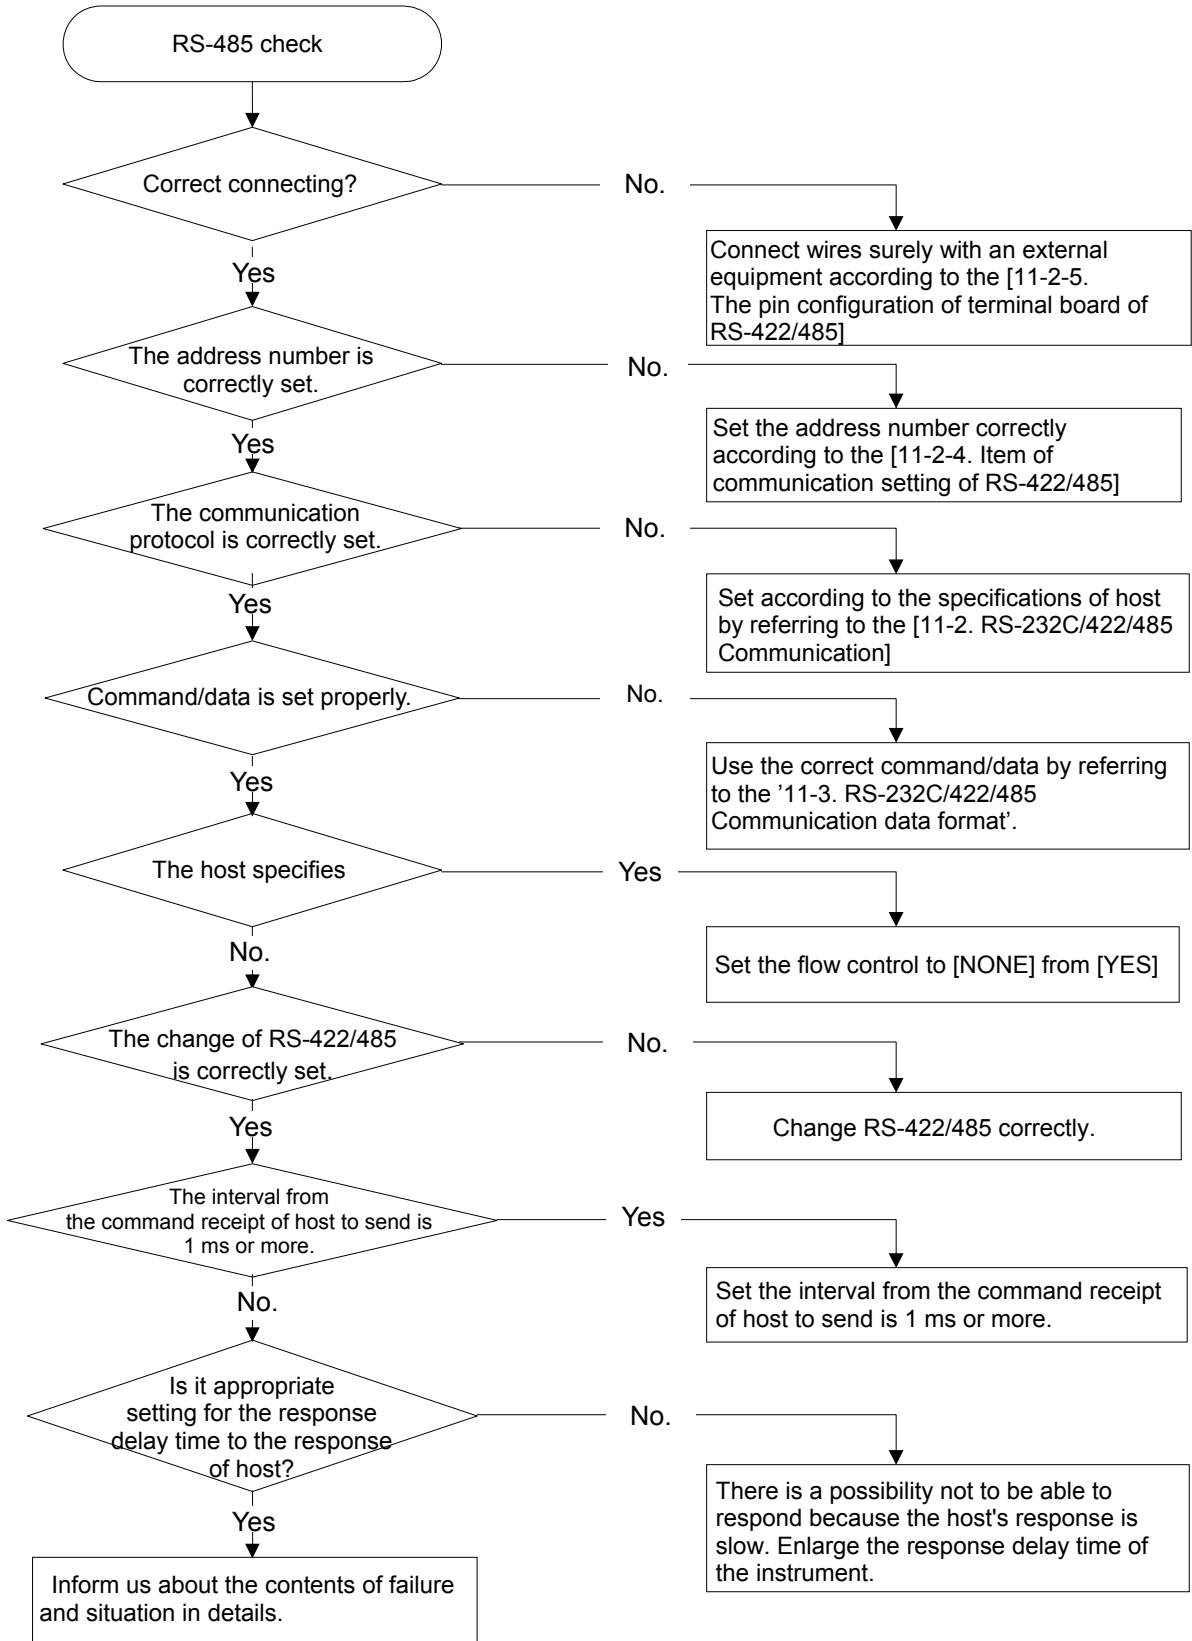 RS-485 check
Correct connecting?
No.
Connect wires surely with an external
equipment according to the [11-2-5.
The pin configuration of terminal board of
RS-422/485]
Yes
The address number is
correctly set.
No.
Set the address number correctly
according to the [11-2-4. Item of
communication setting of RS-422/485]
Yes
The communication
protocol is correctly set.
No.
Set according to the specifications of host
by referring to the [11-2. RS-232C/422/485
Communication]
Yes
Command/data is set properly.
No.
Use the correct command/data by referring
to the ’11-3. RS-232C/422/485
Communication data format’.
Yes
The host specifies
Yes
Set the flow control to [NONE] from [YES]
No.
The change of RS-422/485
is correctly set.
No.
Change RS-422/485 correctly.
Yes
The interval from
the command receipt of host to send is
1 ms or more.
Yes
Set the interval from the command receipt
of host to send is 1 ms or more.
No.
Is it appropriate
setting for the response
delay time to the response
of host?
No.
There is a possibility not to be able to
respond because the host's response is
slow. Enlarge the response delay time of
the instrument.
Yes
Inform us about the contents of failure
and situation in details.